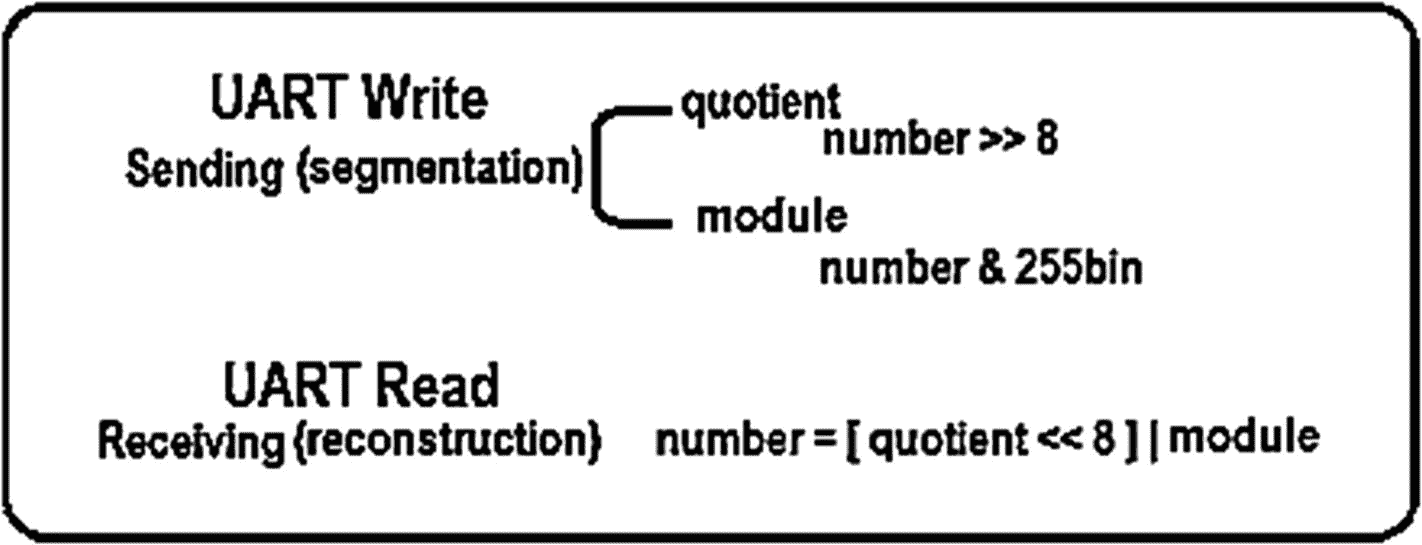 UART Write
Sending (segmentation)
quotient
number >> 8
module
number & 255bin
UART Read
Receiving (reconstruction)
number = [ quotient << 8 ] | module